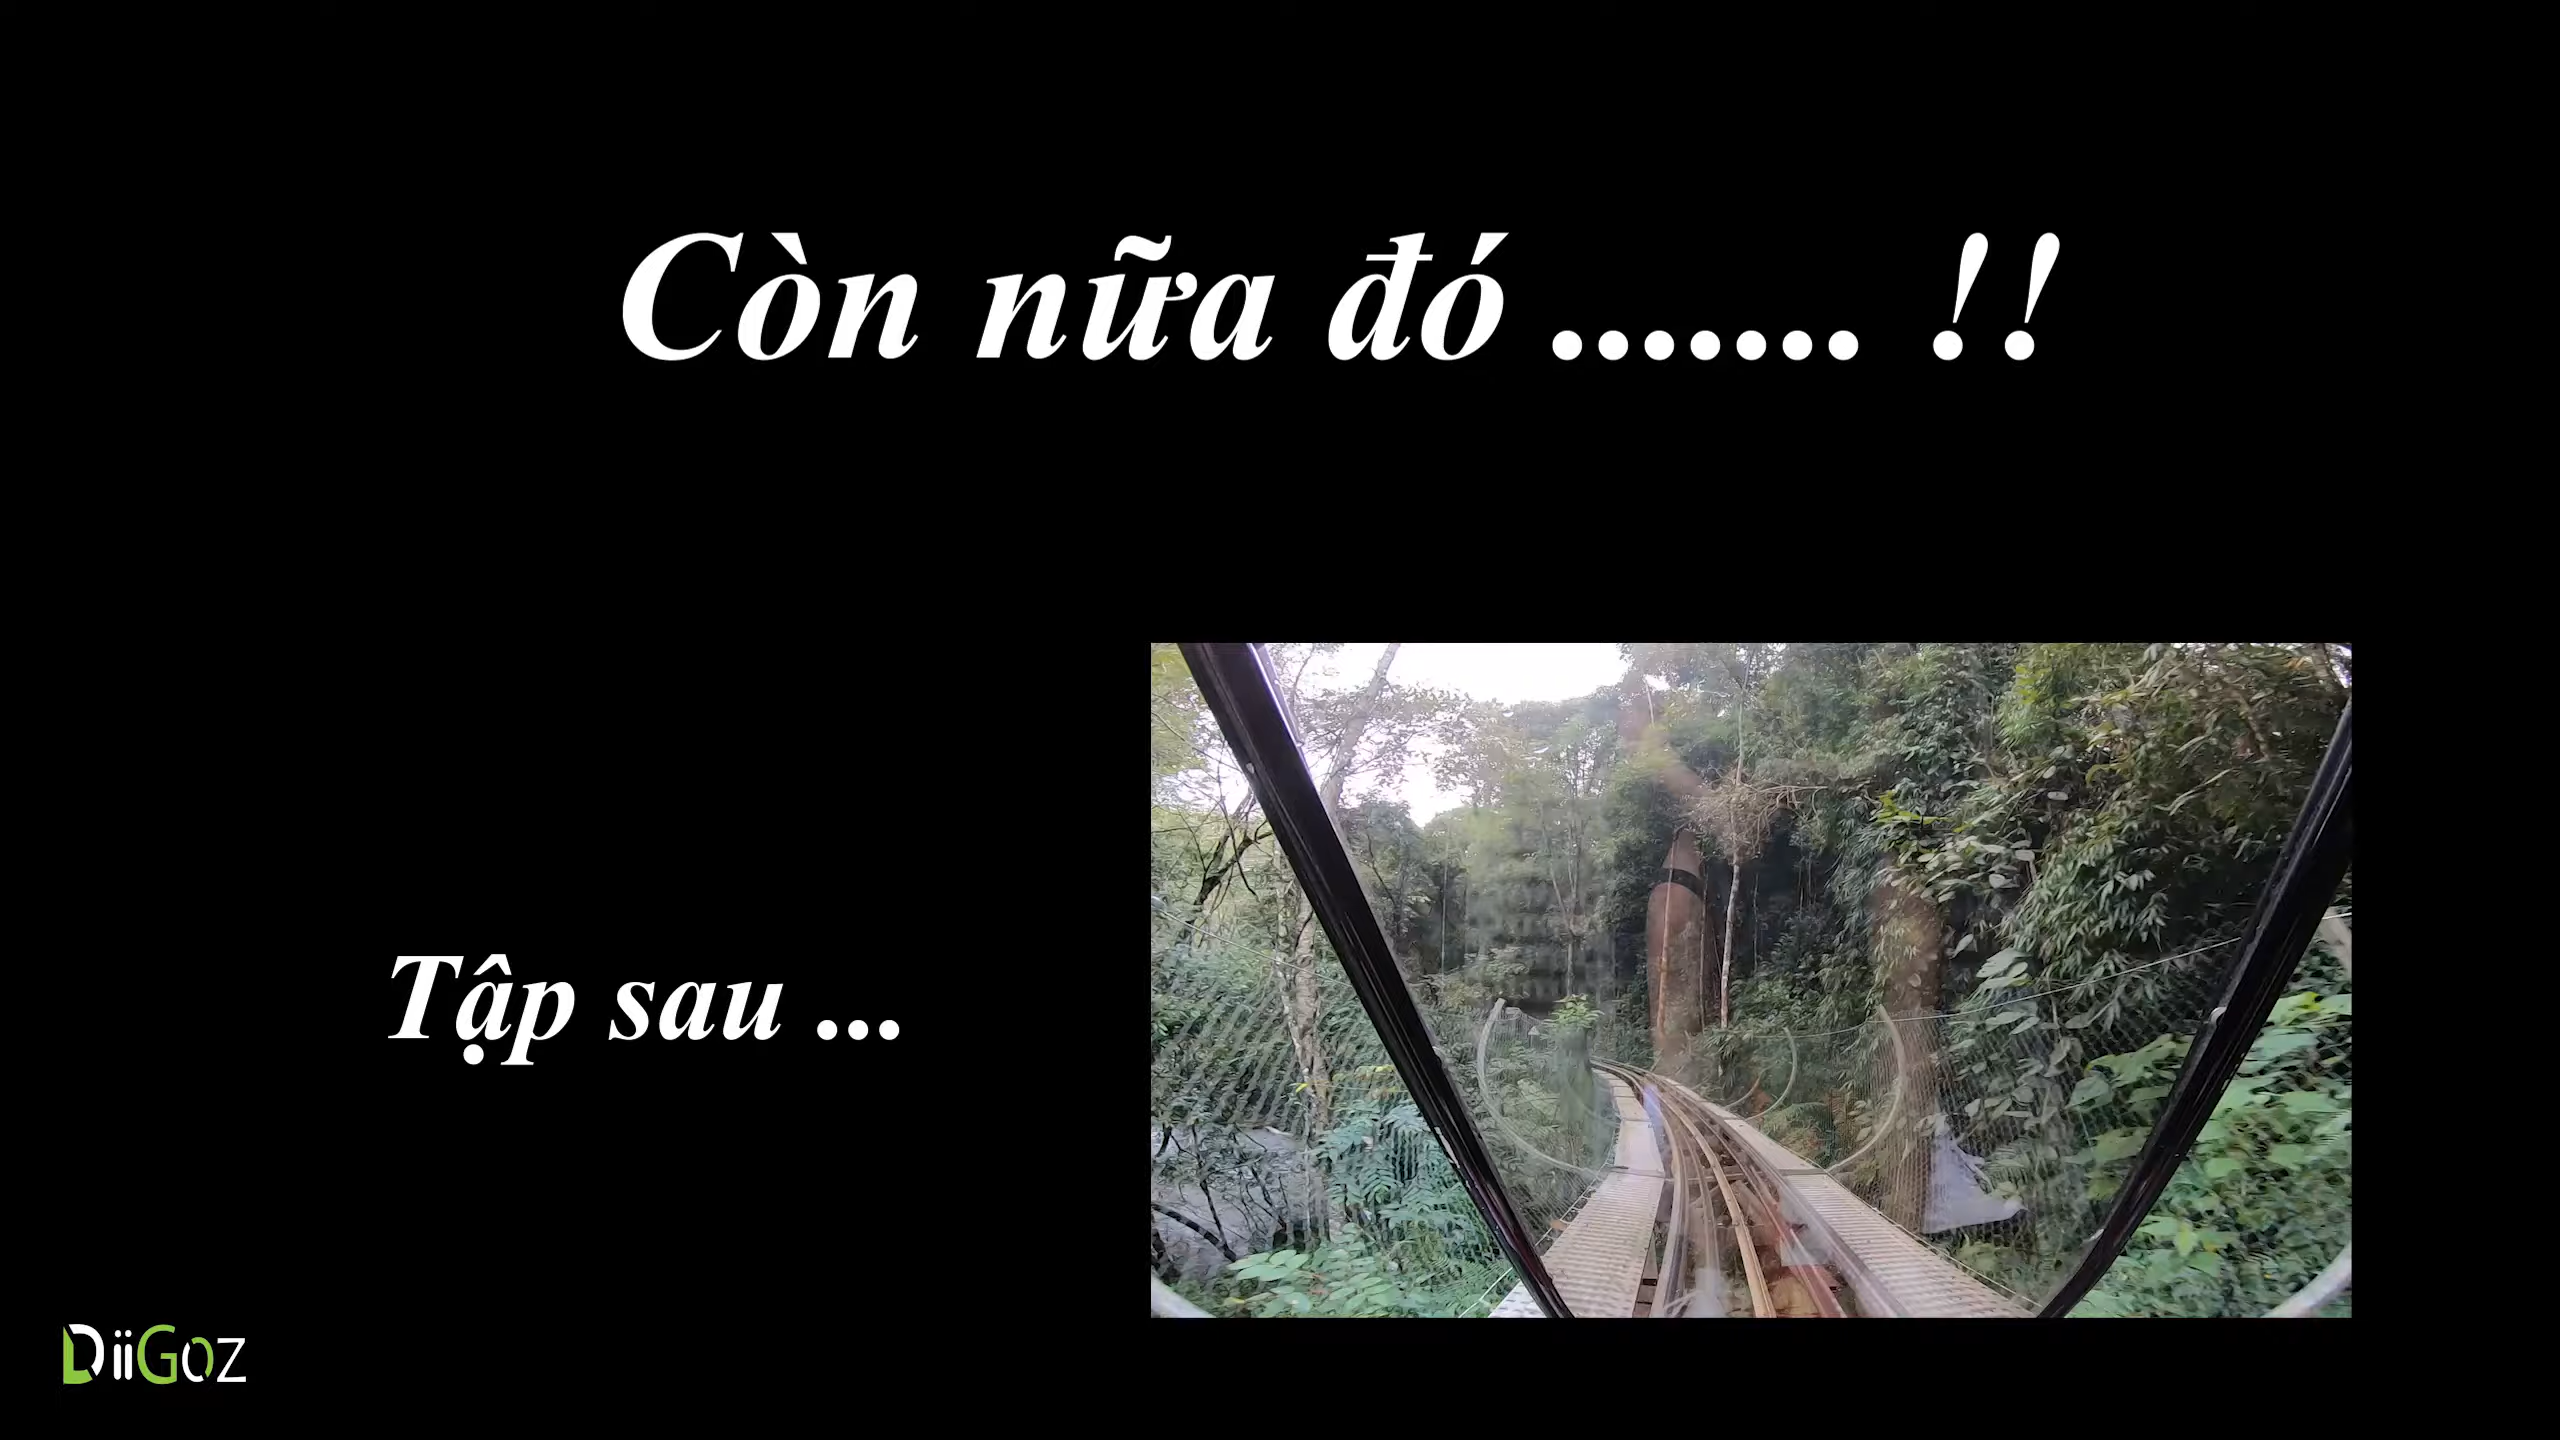 Còn nữa đó ....... !!
Tập sau ...
DiiGoz